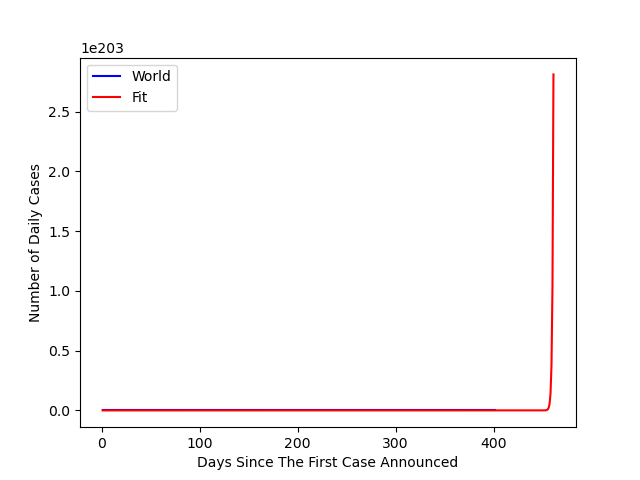 1e203
World
Fit
2.5
2.0
1.5
1.0
0.5
0.0
Number of Daily Cases
0 100 200 300 400
Days Since The First Case Announced